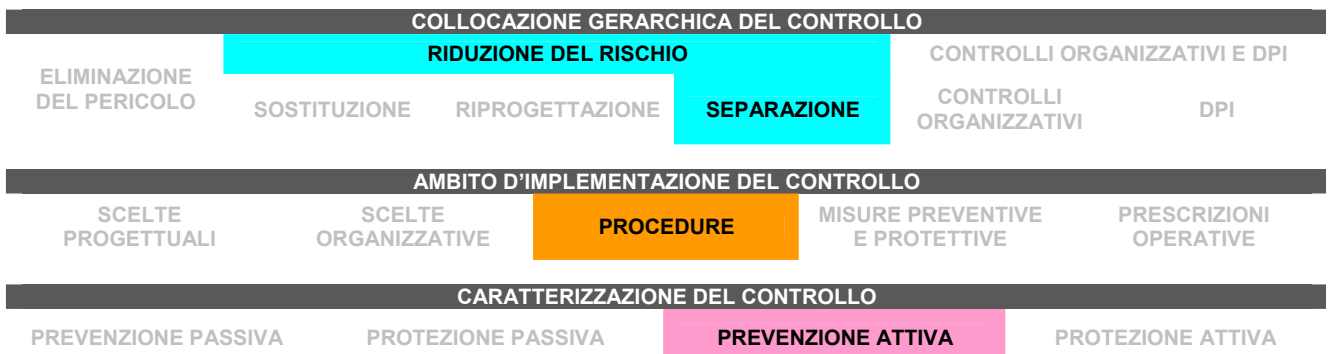 COLLOCAZIONE GERARCHICA DEL CONTROLLO
ELIMINAZIONE
DEL PERICOLO
RIDUZIONE DEL RISCHIO
CONTROLLI ORGANIZZATIVI E DPI
SOSTITUZIONE
RIPROGETTAZIONE
SEPARAZIONE
CONTROLLI
ORGANIZZATIVI
DPI
AMBITO D'IMPLEMENTAZIONE DEL CONTROLLO
SCELTE
PROGETTUALI
SCELTE
ORGANIZZATIVE
PROCEDURE
MISURE PREVENTIVE
E PROTETTIVE
PRESCRIZIONI
OPERATIVE
CARATTERIZZAZIONE DEL CONTROLLO
PREVENZIONE PASSIVA
PROTEZIONE PASSIVA
PREVENZIONE ATTIVA
PROTEZIONE ATTIVA